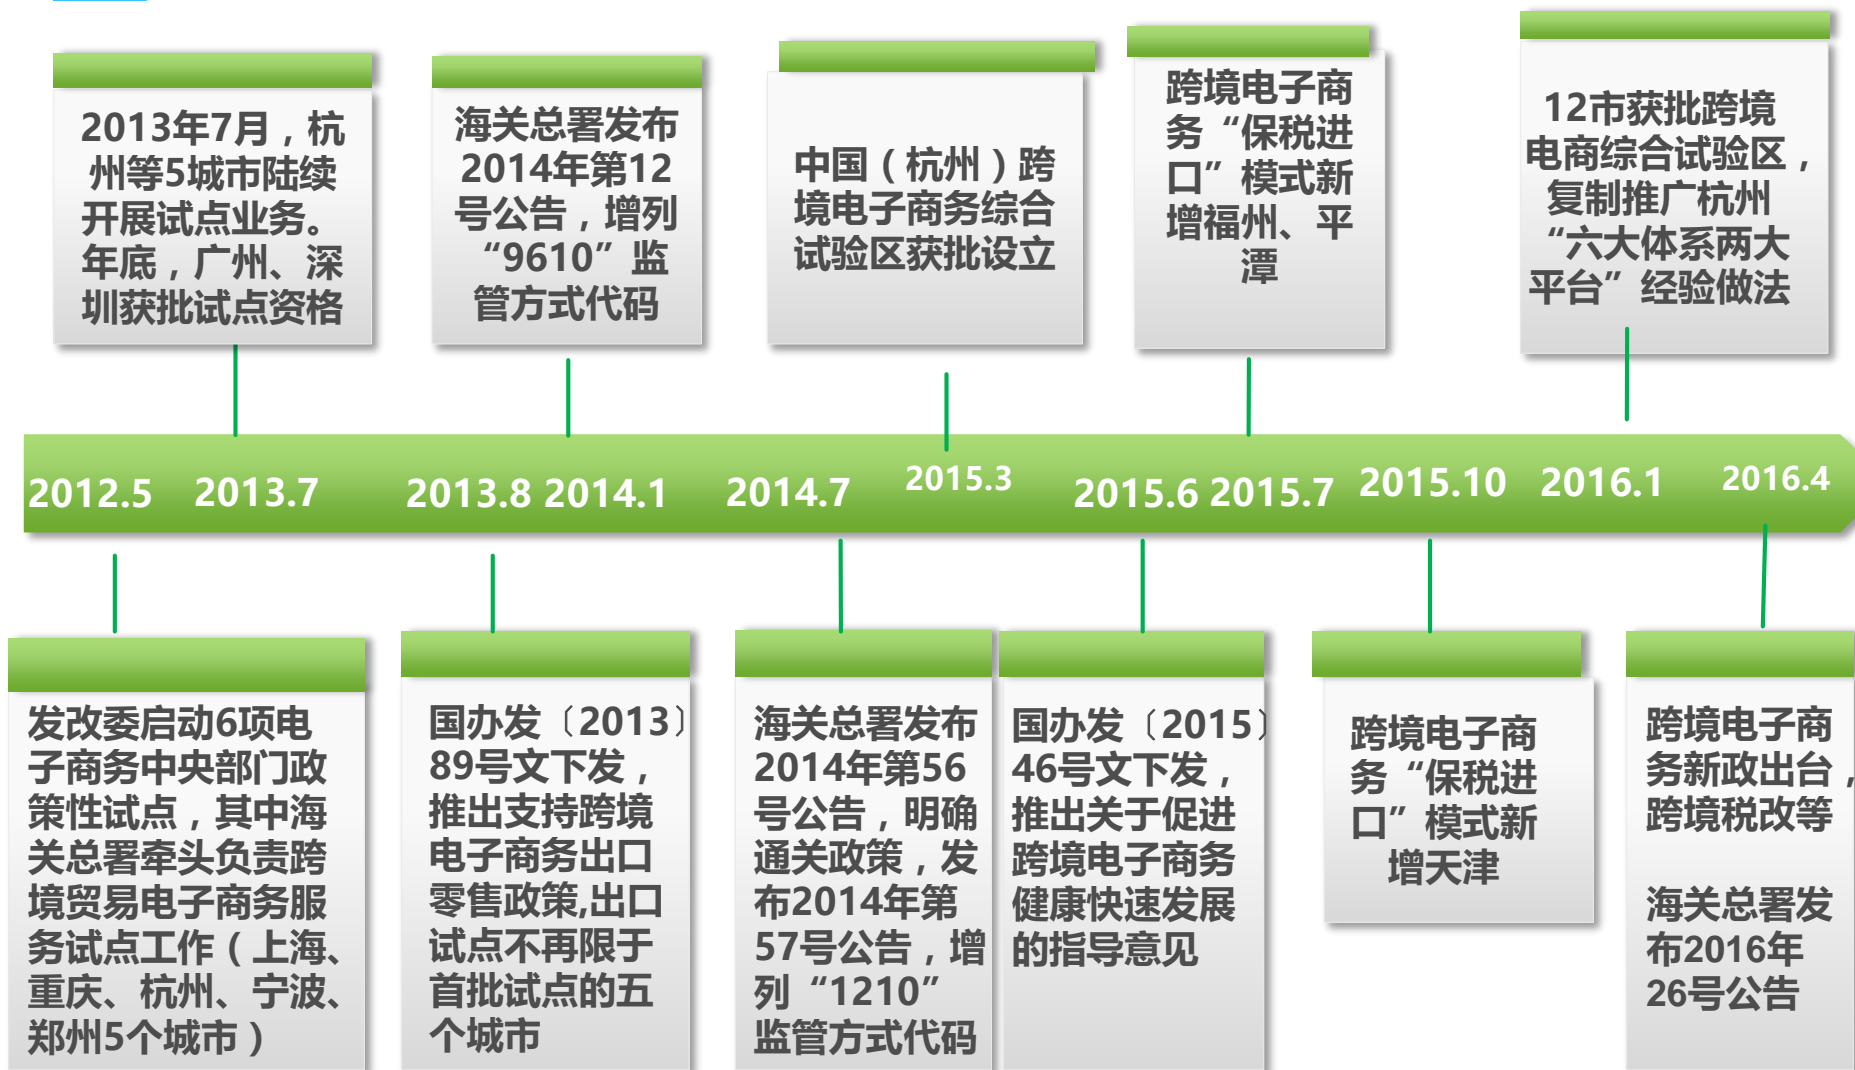 2013年7月，杭
州等5城市陆续
开展试点业务。
年底，广州、深
圳获批试点资格
海关总署发布
2014年第12
号公告，增列
“9610”监
管方式代码
中国（杭州）跨
境电子商务综合
试验区获批设立
跨境电子商
务“保税进
口”模式新
增福州、平
潭
12市获批跨境
电商综合试验区，
复制推广杭州
“六大体系两大
平台”经验做法
2012.5 2013.7 2013.8 2014.1 2014.7 2015.3 2015.6 2015.7 2015.10 2016.1 2016.4
发改委启动6项电
子商务中央部门政
策性试点，其中海
关总署牵头负责跨
境贸易电子商务服
务试点工作（上海、
重庆、杭州、宁波、
郑州5个城市）
国办发〔2013〕
89号文下发，
推出支持跨境
电子商务出口
零售政策,出口
试点不再限于
首批试点的五
个城市
海关总署发布
2014年第56
号公告，明确
通关政策，发
布2014年第
57号公告，增
列“1210”
监管方式代码
国办发〔2015〕
46号文下发，
推出关于促进
跨境电子商务
健康快速发展
的指导意见
跨境电子商
务“保税进
口”模式新
增天津
跨境电子商
务新政出台，
跨境税改等
海关总署发
布2016年
26号公告